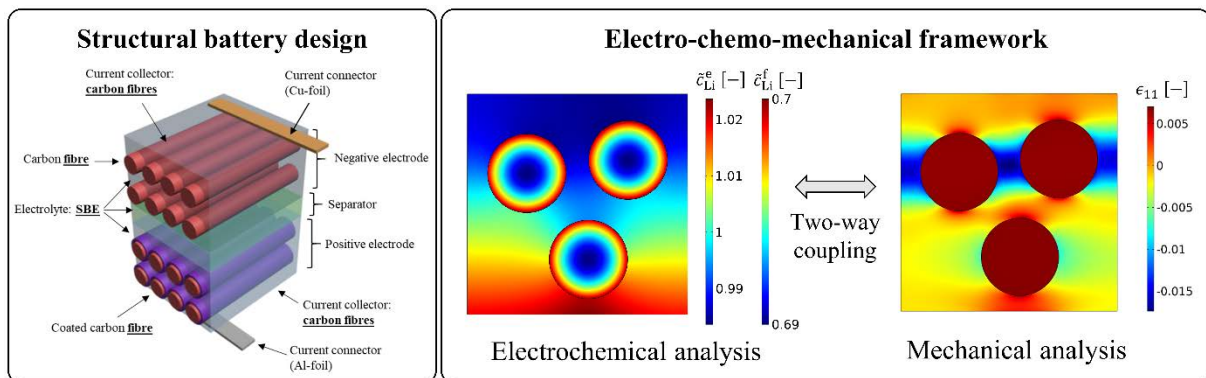 Structural battery design
Current collector:
carbon fibres
Current connector
(Cu-foil)
Carbon fibre
Negative electrode
Electrolyte: SBE
Separator
Positive electrode
Coated carbon fibre
Current collector:
carbon fibres
Current connector
(Al-foil)
Electro-chemo-mechanical framework
c̃ᵉLi [−] c̃ᶠLi [−]
0.7
1.02
1.01
1
0.99
0.69
Electrochemical analysis
Two-way
coupling
ϵ₁₁ [−]
0.005
0
-0.005
-0.01
-0.015
Mechanical analysis